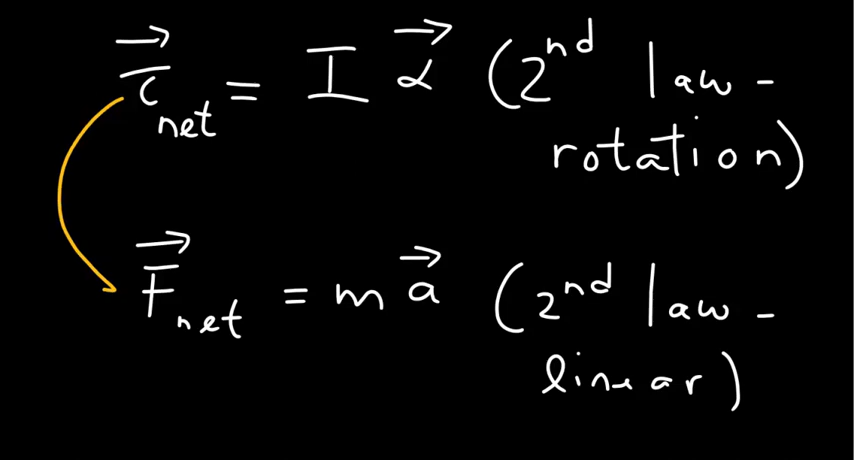 τ⃗net = I α⃗ (2nd law -
rotation)
F⃗net = m a⃗ (2nd law -
linear)